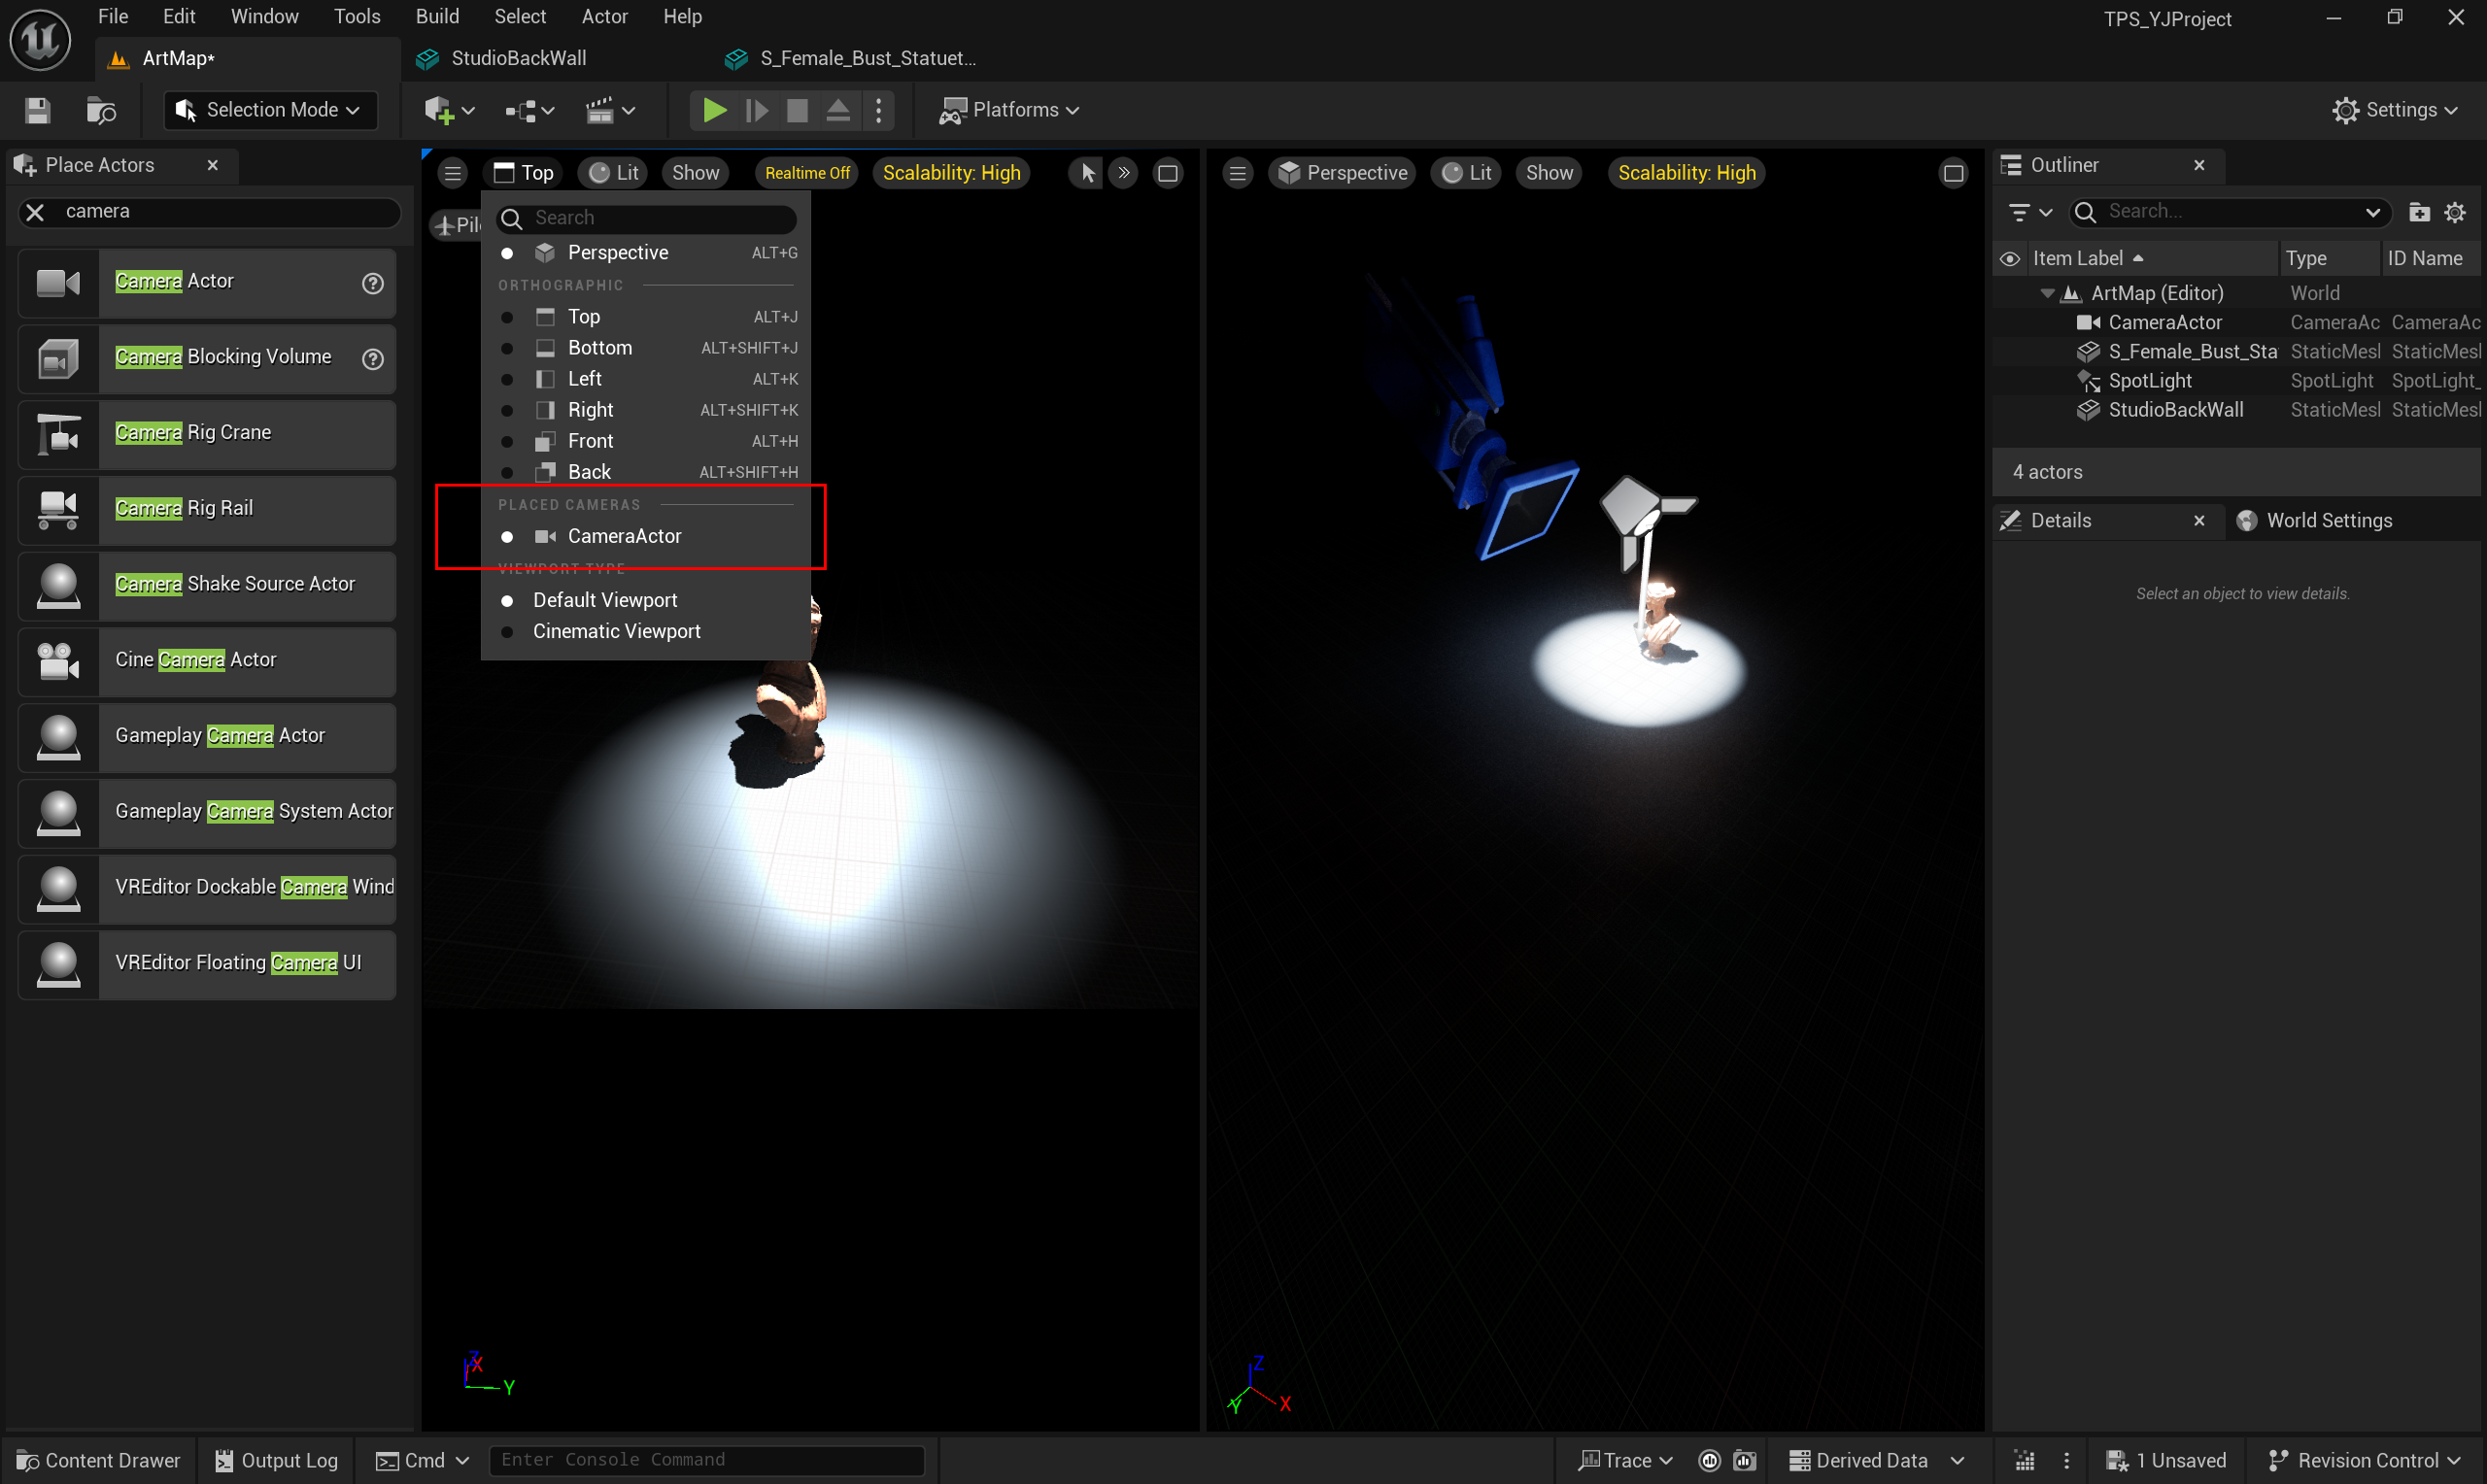 File Edit Window Tools Build Select Actor Help
TPS_YJProject
ArtMap*
StudioBackWall
S_Female_Bust_Statuet...
Selection Mode
Platforms
Settings
Place Actors
camera
Camera Actor
Camera Blocking Volume
Camera Rig Crane
Camera Rig Rail
Camera Shake Source Actor
Cine Camera Actor
Gameplay Camera Actor
Gameplay Camera System Actor
VREditor Dockable Camera Wind
VREditor Floating Camera UI
Top Lit Show Realtime Off Scalability: High
Pil
Search
Perspective ALT+G
ORTHOGRAPHIC
Top ALT+J
Bottom ALT+SHIFT+J
Left ALT+K
Right ALT+SHIFT+K
Front ALT+H
Back ALT+SHIFT+H
PLACED CAMERAS
CameraActor
VIEWPORT TYPE
Default Viewport
Cinematic Viewport
Z X Y
Perspective Lit Show Scalability: High
Z Y X
Outliner
Search...
Item Label Type ID Name
ArtMap (Editor) World
CameraActor CameraAc CameraAc
S_Female_Bust_Sta StaticMesl StaticMesl
SpotLight SpotLight SpotLight_
StudioBackWall StaticMesl StaticMesl
4 actors
Details
World Settings
Select an object to view details.
Content Drawer Output Log Cmd Enter Console Command Trace Derived Data 1 Unsaved Revision Control